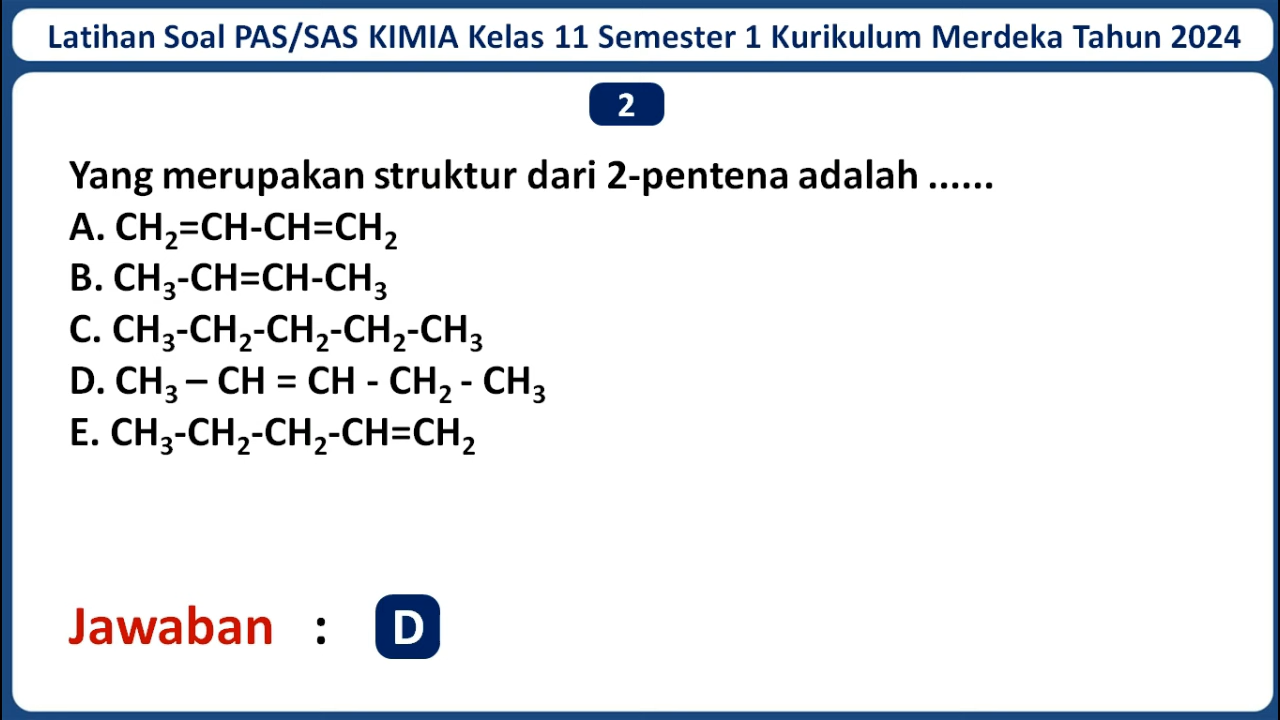 Latihan Soal PAS/SAS KIMIA Kelas 11 Semester 1 Kurikulum Merdeka Tahun 2024
2
Yang merupakan struktur dari 2-pentena adalah ......
A. CH₂=CH-CH=CH₂
B. CH₃-CH=CH-CH₃
C. CH₃-CH₂-CH₂-CH₂-CH₃
D. CH₃ – CH = CH - CH₂ - CH₃
E. CH₃-CH₂-CH₂-CH=CH₂
Jawaban : D